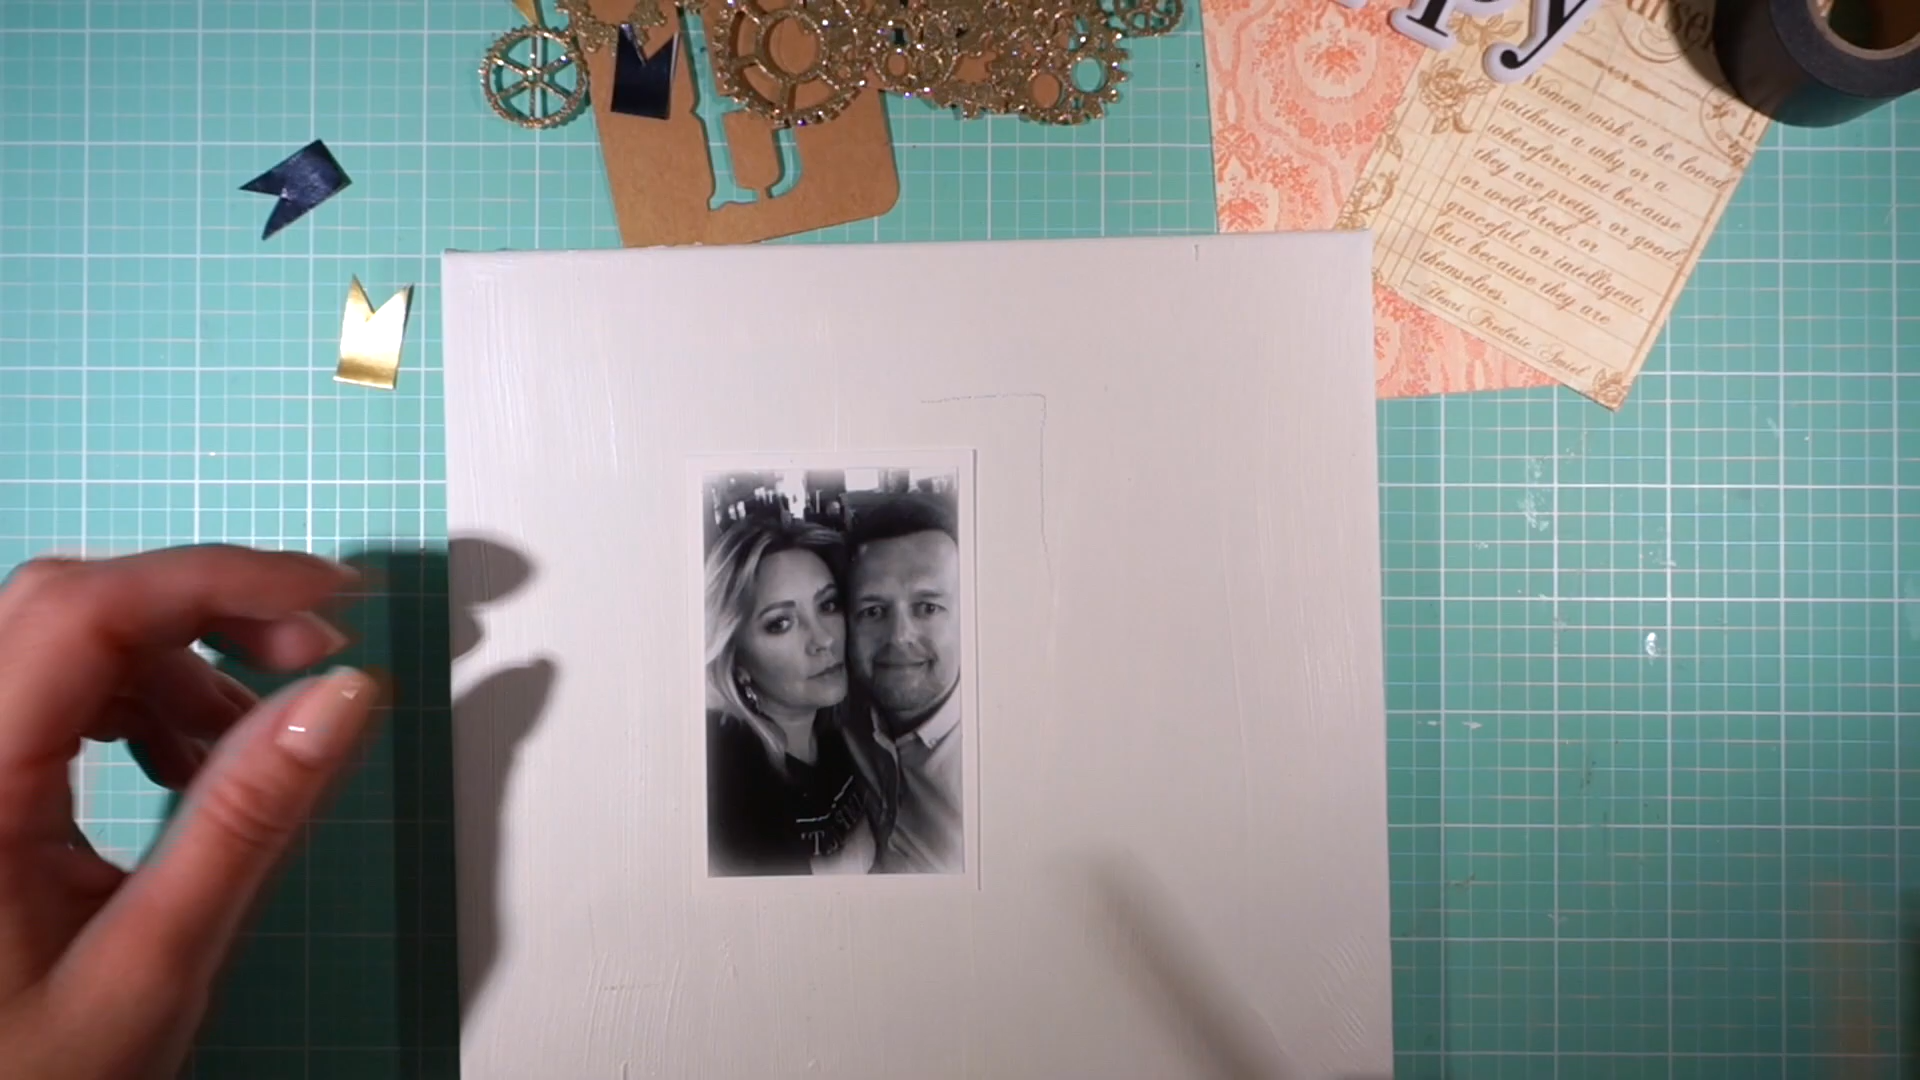 py
Women wish to be loved
without a why or a
wherefore; not because
they are pretty, or good,
or well-bred, or
graceful, or intelligent,
but because they are
themselves.
—Henri Frederic Amiel